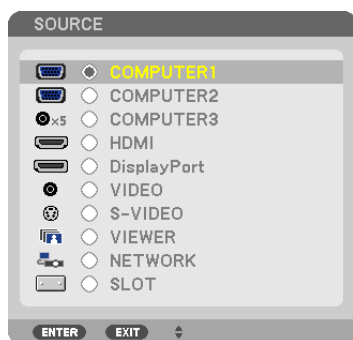 SOURCE
COMPUTER1
COMPUTER2
×5 COMPUTER3
HDMI
DisplayPort
VIDEO
S-VIDEO
VIEWER
NETWORK
SLOT
ENTER EXIT